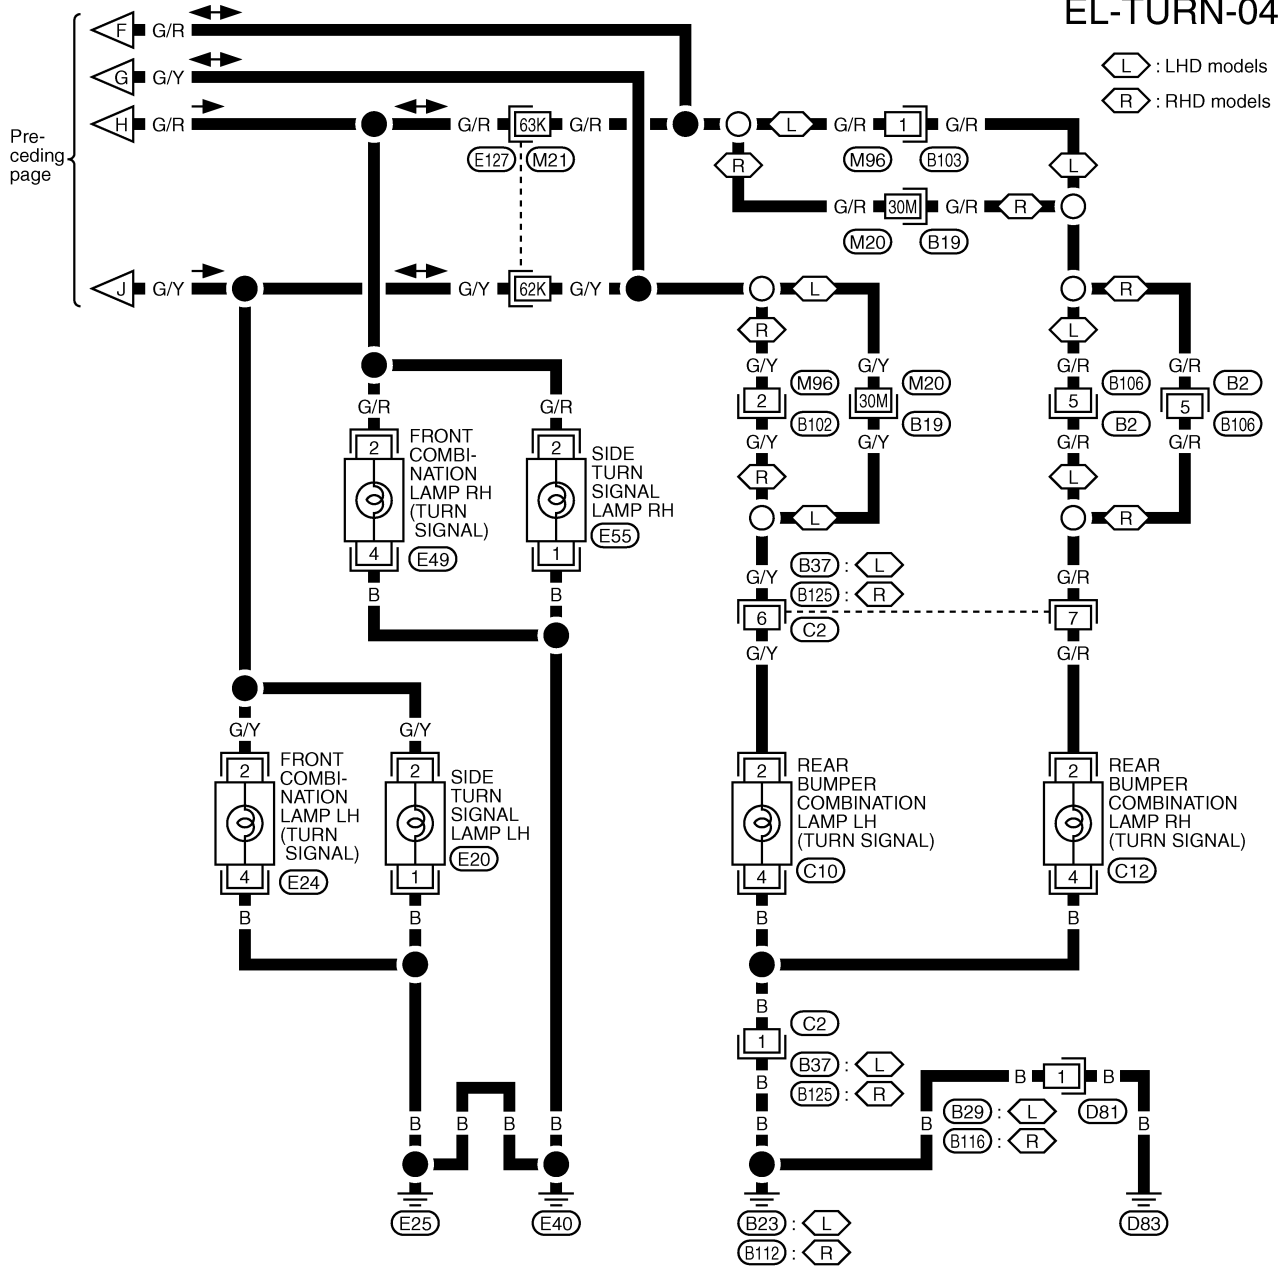 EL-TURN-04
L : LHD models
R : RHD models
Pre-
ceding
page
F G/R
G G/Y
H G/R G/R 63K G/R L G/R 1 G/R
E127 M21 M96 B103
R L
G/R 30M G/R R
M20 B19
J G/Y G/Y 62K G/Y L R
R L
G/Y G/Y G/R G/R
2 M96 30M M20 5 B106 5 B2
B102 B19 B2 B106
G/Y G/Y G/R G/R
R L
L R
G/R G/R
2 2
FRONT
COMBI-
NATION
LAMP RH
(TURN
SIGNAL)
4 E49
SIDE
TURN
SIGNAL
LAMP RH
1 E55
B B
G/Y G/R
B37 : L
B125 : R
6 7
C2
G/Y G/R
G/Y G/Y
2 2
FRONT
COMBI-
NATION
LAMP LH
(TURN
SIGNAL)
4 E24
SIDE
TURN
SIGNAL
LAMP LH
1 E20
2 2
REAR
BUMPER
COMBINATION
LAMP LH
(TURN SIGNAL)
4 C10
REAR
BUMPER
COMBINATION
LAMP RH
(TURN SIGNAL)
4 C12
B B B B
B
1 C2
B37 : L
B B125 : R
B 1 B
B29 : L D81
B116 : R
B B B B B B B
E25 E40
B23 : L
B112 : R
D83